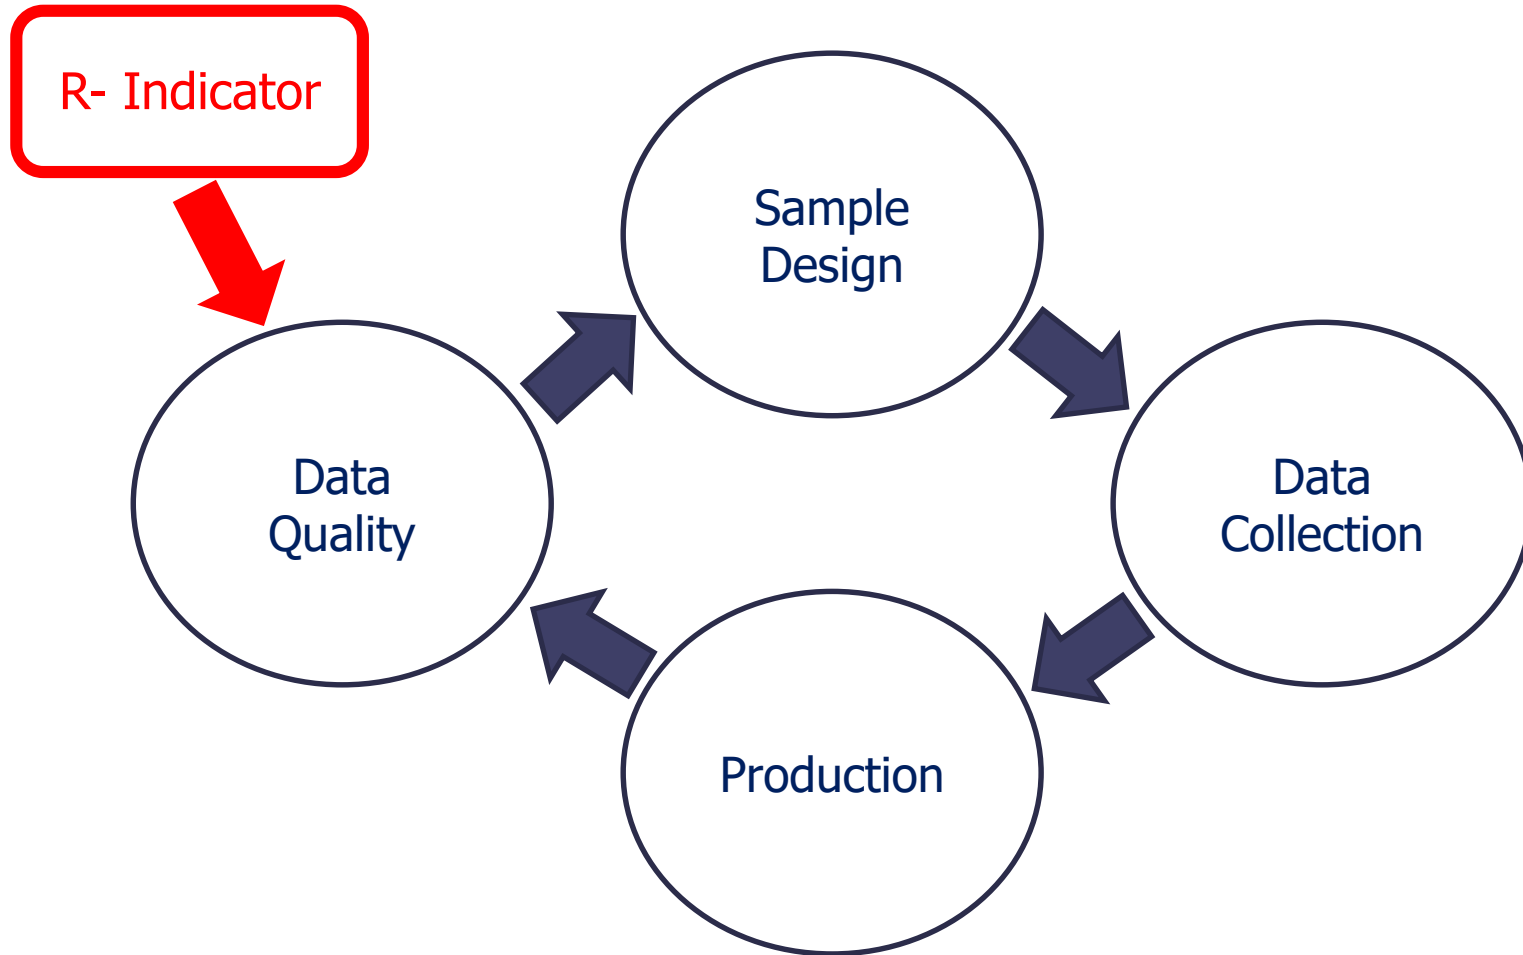 R- Indicator
Sample
Design
Data
Quality
Data
Collection
Production